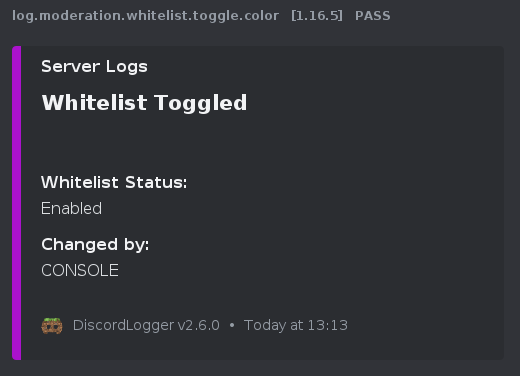 log.moderation.whitelist.toggle.color [1.16.5] PASS
Server Logs
Whitelist Toggled
Whitelist Status:
Enabled
Changed by:
CONSOLE
DiscordLogger v2.6.0 • Today at 13:13